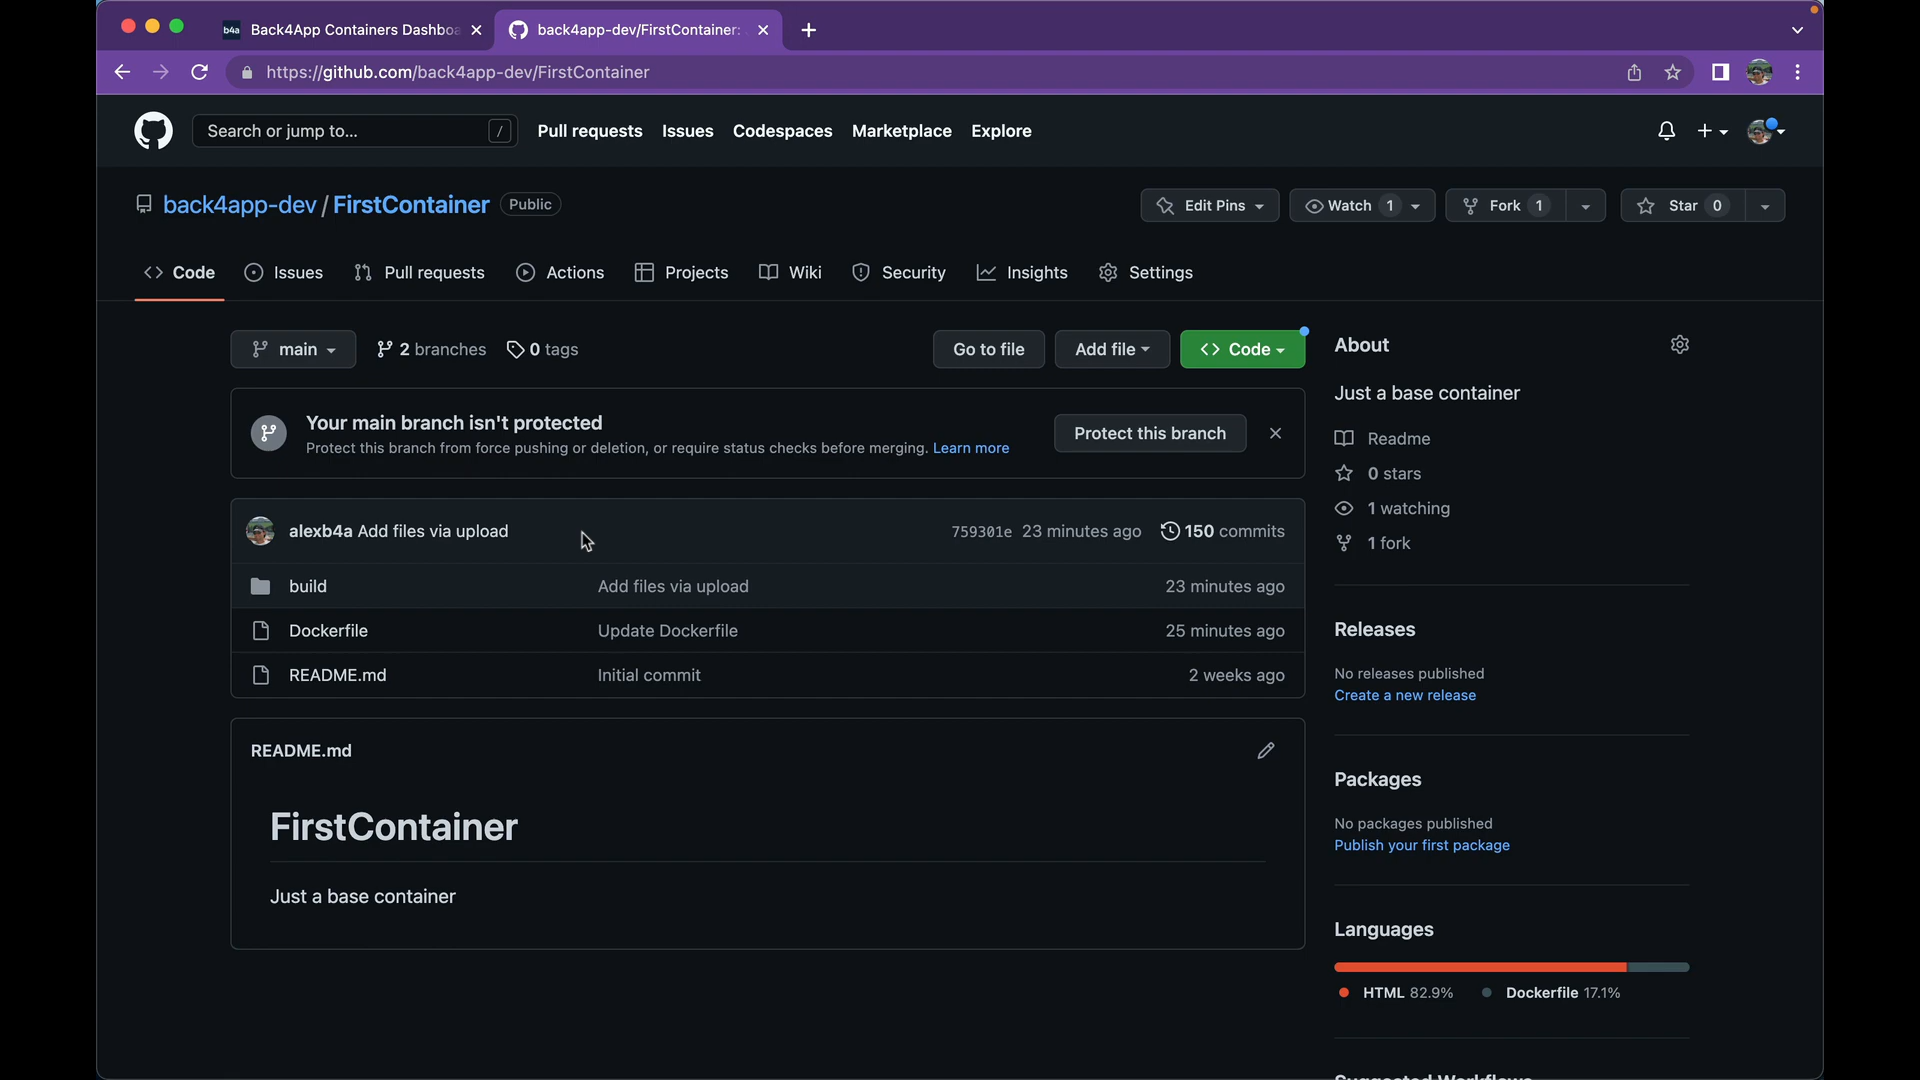 b4a Back4App Containers Dashboa
back4app-dev/FirstContainer:
https://github.com/back4app-dev/FirstContainer
Search or jump to... /
Pull requests Issues Codespaces Marketplace Explore
back4app-dev / FirstContainer Public
Edit Pins Watch 1 Fork 1 Star 0
Code Issues Pull requests Actions Projects Wiki Security Insights Settings
main 2 branches 0 tags Go to file Add file Code
Your main branch isn't protected
Protect this branch from force pushing or deletion, or require status checks before merging. Learn more
Protect this branch
alexb4a Add files via upload 759301e 23 minutes ago 150 commits
build Add files via upload 23 minutes ago
Dockerfile Update Dockerfile 25 minutes ago
README.md Initial commit 2 weeks ago
README.md
FirstContainer
Just a base container
About
Just a base container
Readme
0 stars
1 watching
1 fork
Releases
No releases published
Create a new release
Packages
No packages published
Publish your first package
Languages
HTML 82.9% Dockerfile 17.1%
Suggested Workflows